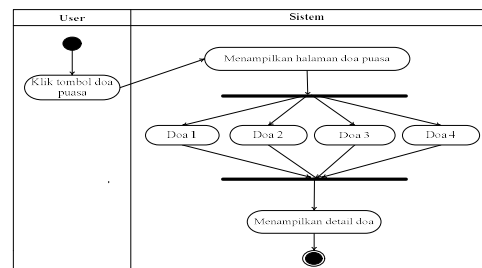 User
Sistem
Menampilkan halaman doa puasa
Klik tombol doa
puasa
Doa 1
Doa 2
Doa 3
Doa 4
Menampilkan detail doa